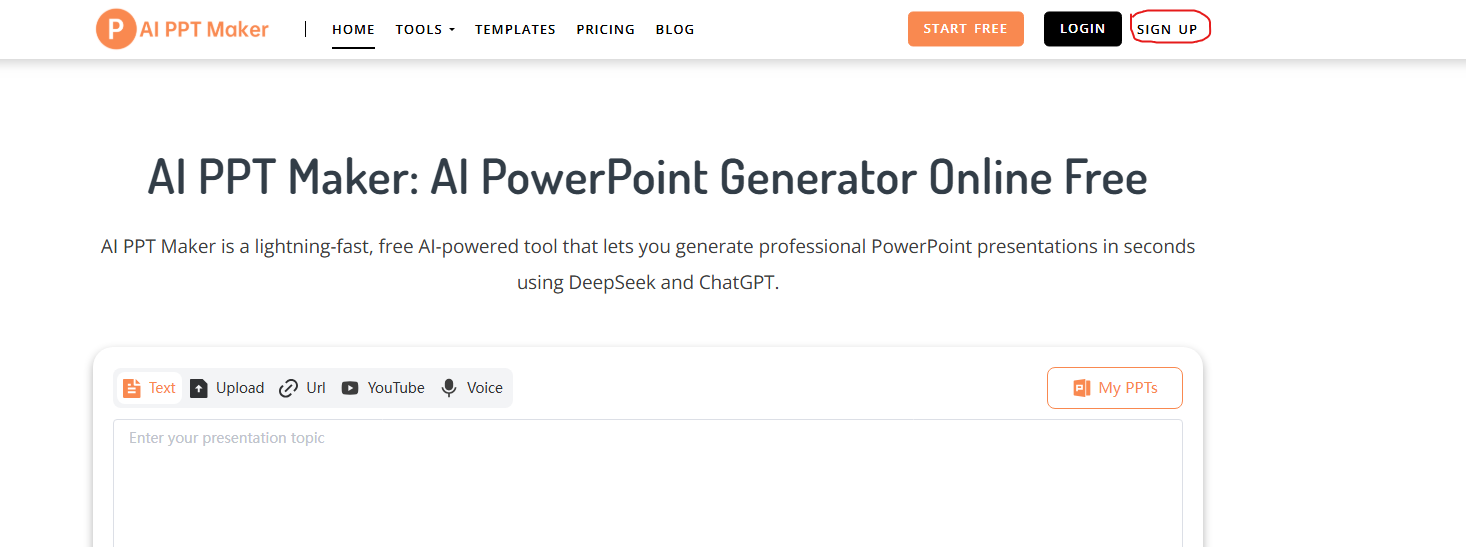 P AI PPT Maker HOME TOOLS TEMPLATES PRICING BLOG START FREE LOGIN SIGN UP
AI PPT Maker: AI PowerPoint Generator Online Free
AI PPT Maker is a lightning-fast, free AI-powered tool that lets you generate professional PowerPoint presentations in seconds
using DeepSeek and ChatGPT.
Text Upload Url YouTube Voice P My PPTs
Enter your presentation topic